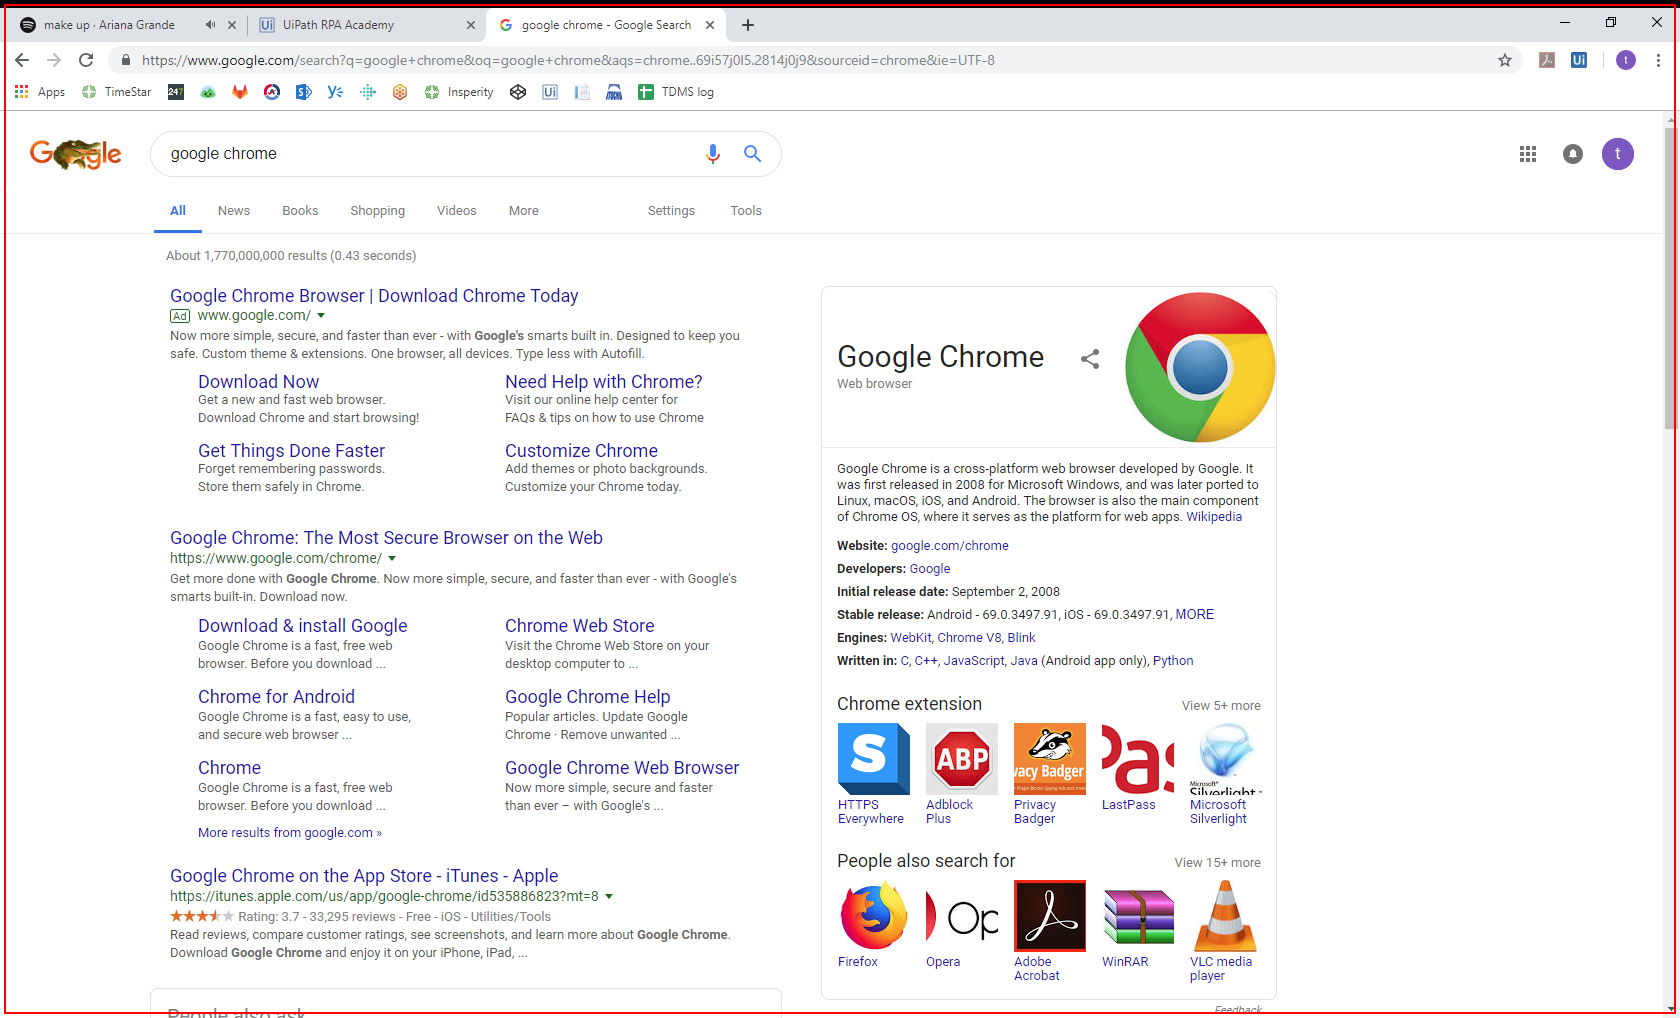 make up · Ariana Grande
Ui UiPath RPA Academy
google chrome - Google Search
https://www.google.com/search?q=google+chrome&oq=google+chrome&aqs=chrome..69i57j0l5.2814j0j9&sourceid=chrome&ie=UTF-8
Ui
t
Apps
TimeStar
247
Insperity
Ui
TDMS log
Google
google chrome
t
All
News
Books
Shopping
Videos
More
Settings
Tools
About 1,770,000,000 results (0.43 seconds)
Google Chrome Browser | Download Chrome Today
Ad www.google.com/
Now more simple, secure, and faster than ever - with Google's smarts built in. Designed to keep you
safe. Custom theme & extensions. One browser, all devices. Type less with Autofill.
Download Now
Get a new and fast web browser.
Download Chrome and start browsing!
Need Help with Chrome?
Visit our online help center for
FAQs & tips on how to use Chrome
Get Things Done Faster
Forget remembering passwords.
Store them safely in Chrome.
Customize Chrome
Add themes or photo backgrounds.
Customize your Chrome today.
Google Chrome: The Most Secure Browser on the Web
https://www.google.com/chrome/
Get more done with Google Chrome. Now more simple, secure, and faster than ever - with Google's
smarts built-in. Download now.
Download & install Google
Google Chrome is a fast, free web
browser. Before you download ...
Chrome Web Store
Visit the Chrome Web Store on your
desktop computer to ...
Chrome for Android
Google Chrome is a fast, easy to use,
and secure web browser ...
Google Chrome Help
Popular articles. Update Google
Chrome · Remove unwanted ...
Chrome
Google Chrome is a fast, free web
browser. Before you download ...
Google Chrome Web Browser
Now more simple, secure and faster
than ever – with Google's ...
More results from google.com »
Google Chrome on the App Store - iTunes - Apple
https://itunes.apple.com/us/app/google-chrome/id535886823?mt=8
Rating: 3.7 - 33,295 reviews - Free - iOS - Utilities/Tools
Read reviews, compare customer ratings, see screenshots, and learn more about Google Chrome.
Download Google Chrome and enjoy it on your iPhone, iPad, ...
People also ask
Google Chrome
Web browser
Google Chrome is a cross-platform web browser developed by Google. It
was first released in 2008 for Microsoft Windows, and was later ported to
Linux, macOS, iOS, and Android. The browser is also the main component
of Chrome OS, where it serves as the platform for web apps. Wikipedia
Website: google.com/chrome
Developers: Google
Initial release date: September 2, 2008
Stable release: Android - 69.0.3497.91, iOS - 69.0.3497.91, MORE
Engines: WebKit, Chrome V8, Blink
Written in: C, C++, JavaScript, Java (Android app only), Python
Chrome extension
View 5+ more
S
HTTPS
Everywhere
ABP
Adblock
Plus
vacy Badger
Privacy
Badger
Pas
LastPass
Microsoft
Silverlight
Microsoft
Silverlight
People also search for
View 15+ more
Firefox
Op
Opera
Adobe
Acrobat
WinRAR
VLC media
player
Feedback